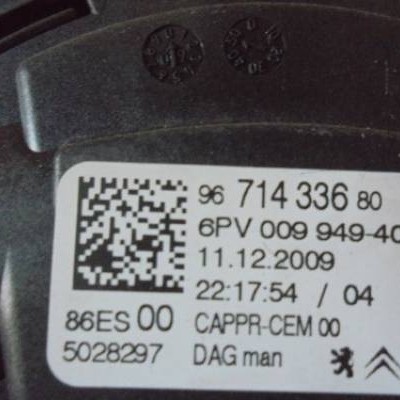 96 714 336 80
6PV 009 949-40
11.12.2009
22:17:54 / 04
86ES 00 CAPPR-CEM 00
5028297 DAG man